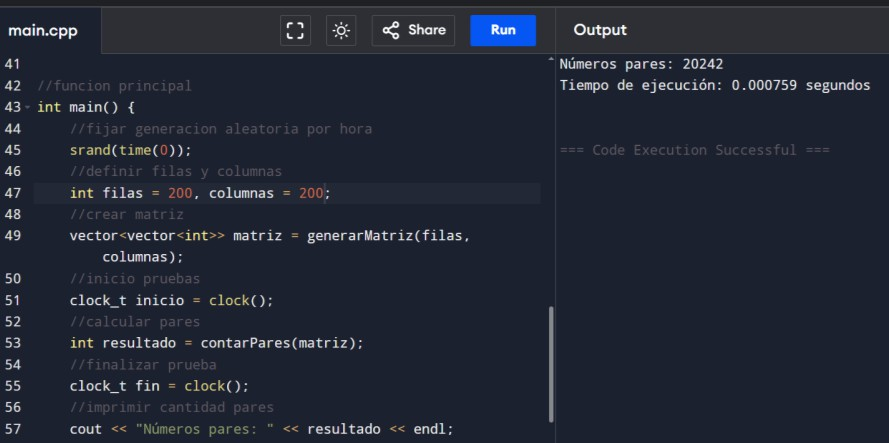 main.cpp
Share
Run
Output
41
42 //funcion principal
43 int main() {
44 //fijar generacion aleatoria por hora
45 srand(time(0));
46 //definir filas y columnas
47 int filas = 200, columnas = 200;
48 //crear matriz
49 vector<vector<int>> matriz = generarMatriz(filas,
columnas);
50 //inicio pruebas
51 clock_t inicio = clock();
52 //calcular pares
53 int resultado = contarPares(matriz);
54 //finalizar prueba
55 clock_t fin = clock();
56 //imprimir cantidad pares
57 cout << "Números pares: " << resultado << endl;
Números pares: 20242
Tiempo de ejecución: 0.000759 segundos
=== Code Execution Successful ===